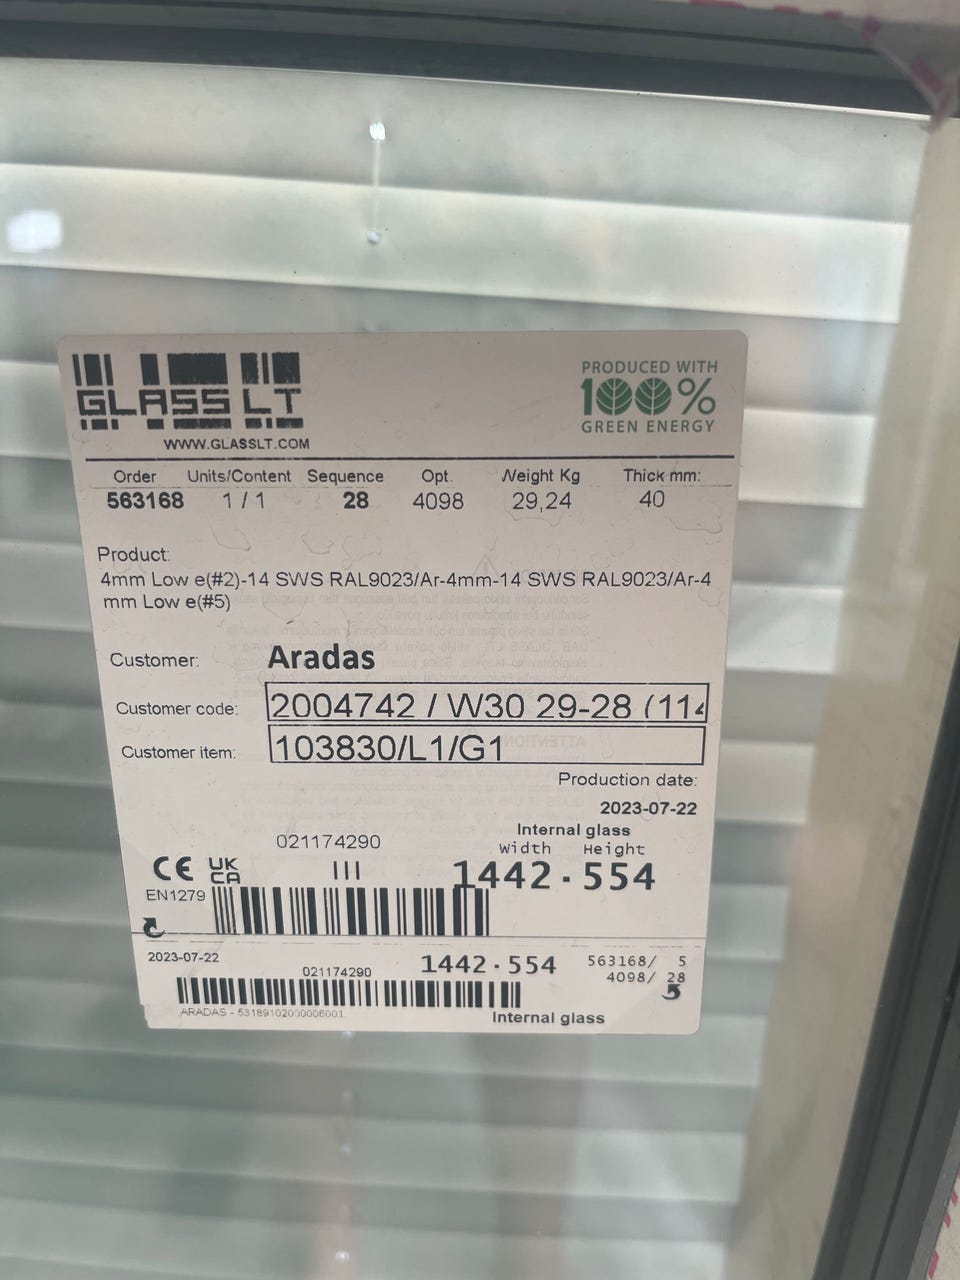 GLASS LT
WWW.GLASSLT.COM
PRODUCED WITH
100%
GREEN ENERGY
Order Units/Content Sequence Opt. Weight Kg Thick mm:
563168 1 / 1 28 4098 29,24 40
Product:
4mm Low e(#2)-14 SWS RAL9023/Ar-4mm-14 SWS RAL9023/Ar-4
mm Low e(#5)
Customer: Aradas
Customer code: 2004742 / W30 29-28 (114
Customer item: 103830/L1/G1
Production date:
2023-07-22
Internal glass
Width Height
1442·554
021174290
III
CE UK
CA
EN1279
2023-07-22
021174290
1442·554
563168/ 5
4098/ 28
ARADAS - 53189102000006001
Internal glass